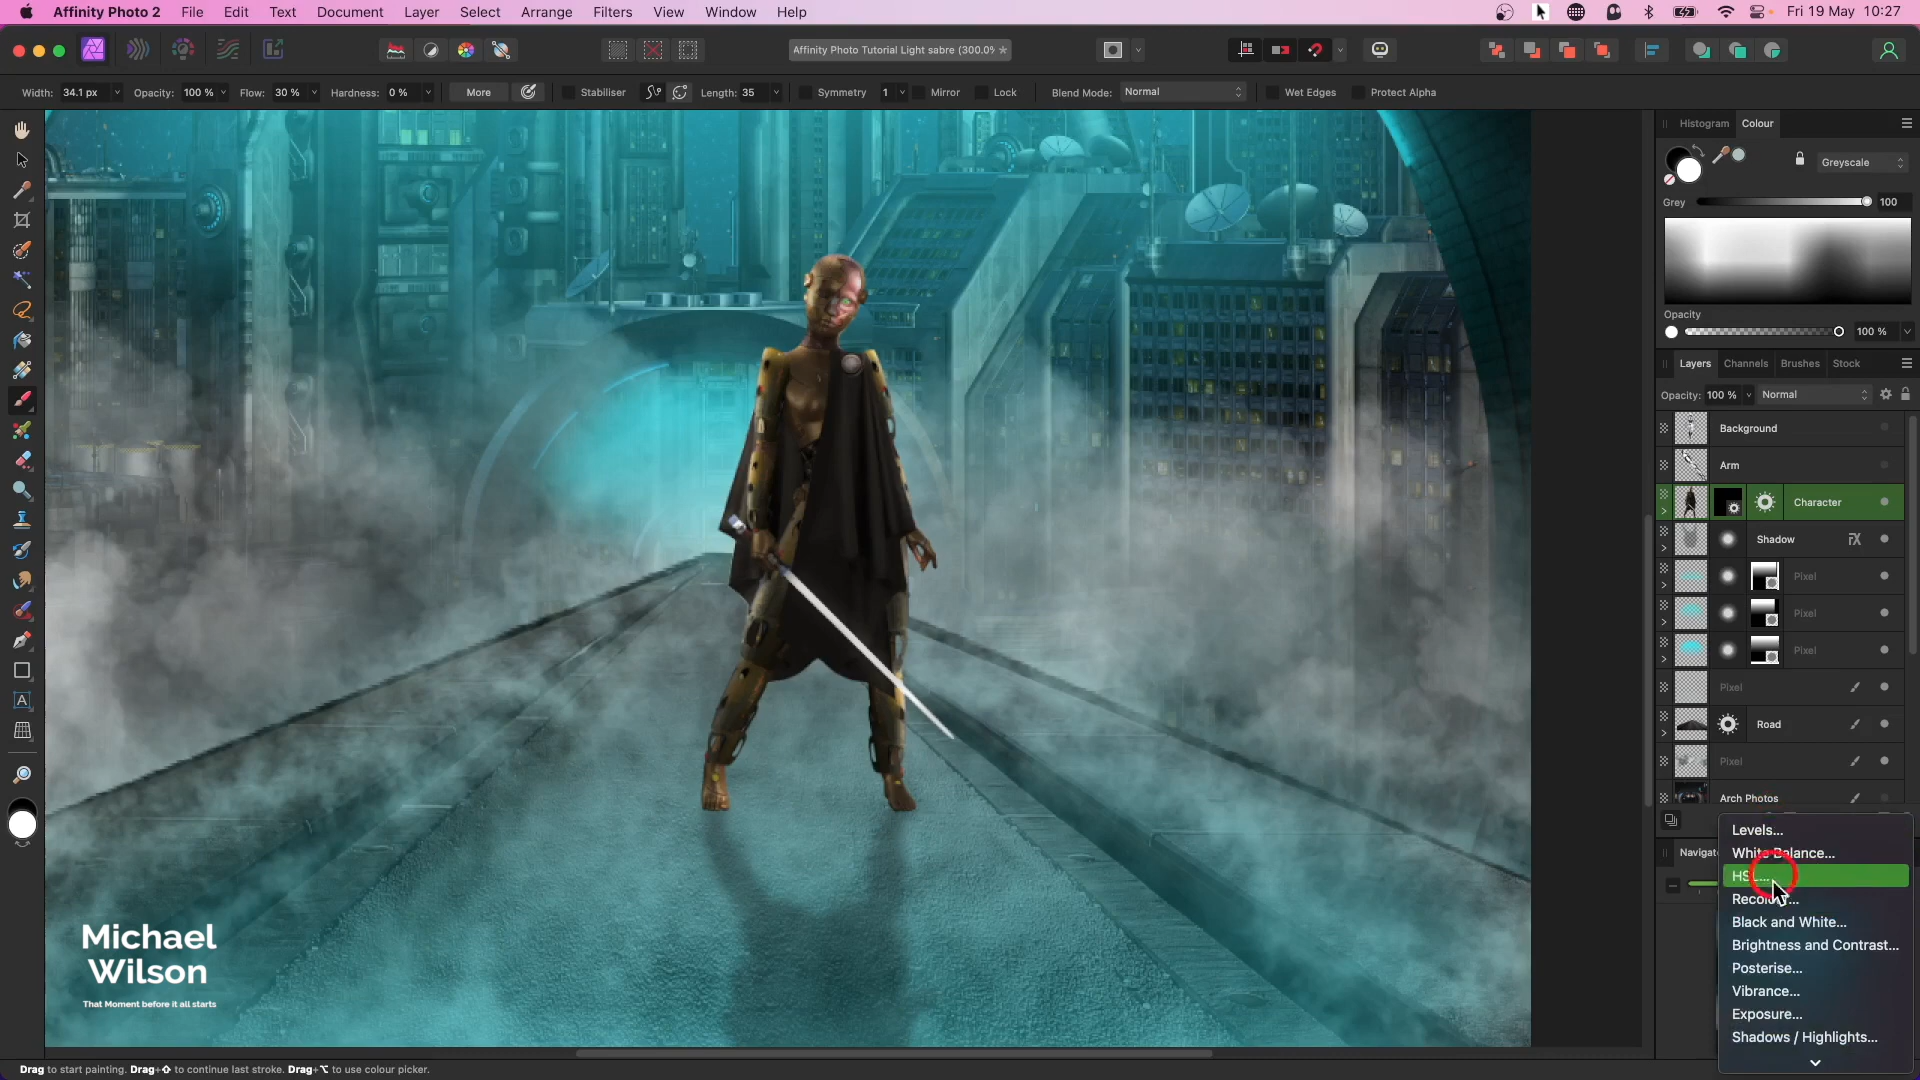 Affinity Photo 2 File Edit Text Document Layer Select Arrange Filters View Window Help Fri 19 May 10:27
Affinity Photo Tutorial Light sabre (300.0%
Width: 34.1 px Opacity: 100 % Flow: 30 % Hardness: 0 % More Stabiliser Length: 35 Symmetry 1 Mirror Lock Blend Mode: Normal Wet Edges Protect Alpha
Histogram Colour
Greyscale
Grey 100
Opacity
100 %
Layers Channels Brushes Stock
Opacity: 100 % Normal
Background
Arm
Character
Shadow
Pixel
Pixel
Pixel
Pixel
Road
Pixel
Arch Photos
Levels...
Navigat
White Balance...
HSL...
Recolour...
Black and White...
Brightness and Contrast...
Posterise...
Vibrance...
Exposure...
Shadows / Highlights...
Michael
Wilson
That Moment before it all starts
Drag to start painting. Drag+⇧ to continue last stroke. Drag+⌥ to use colour picker.